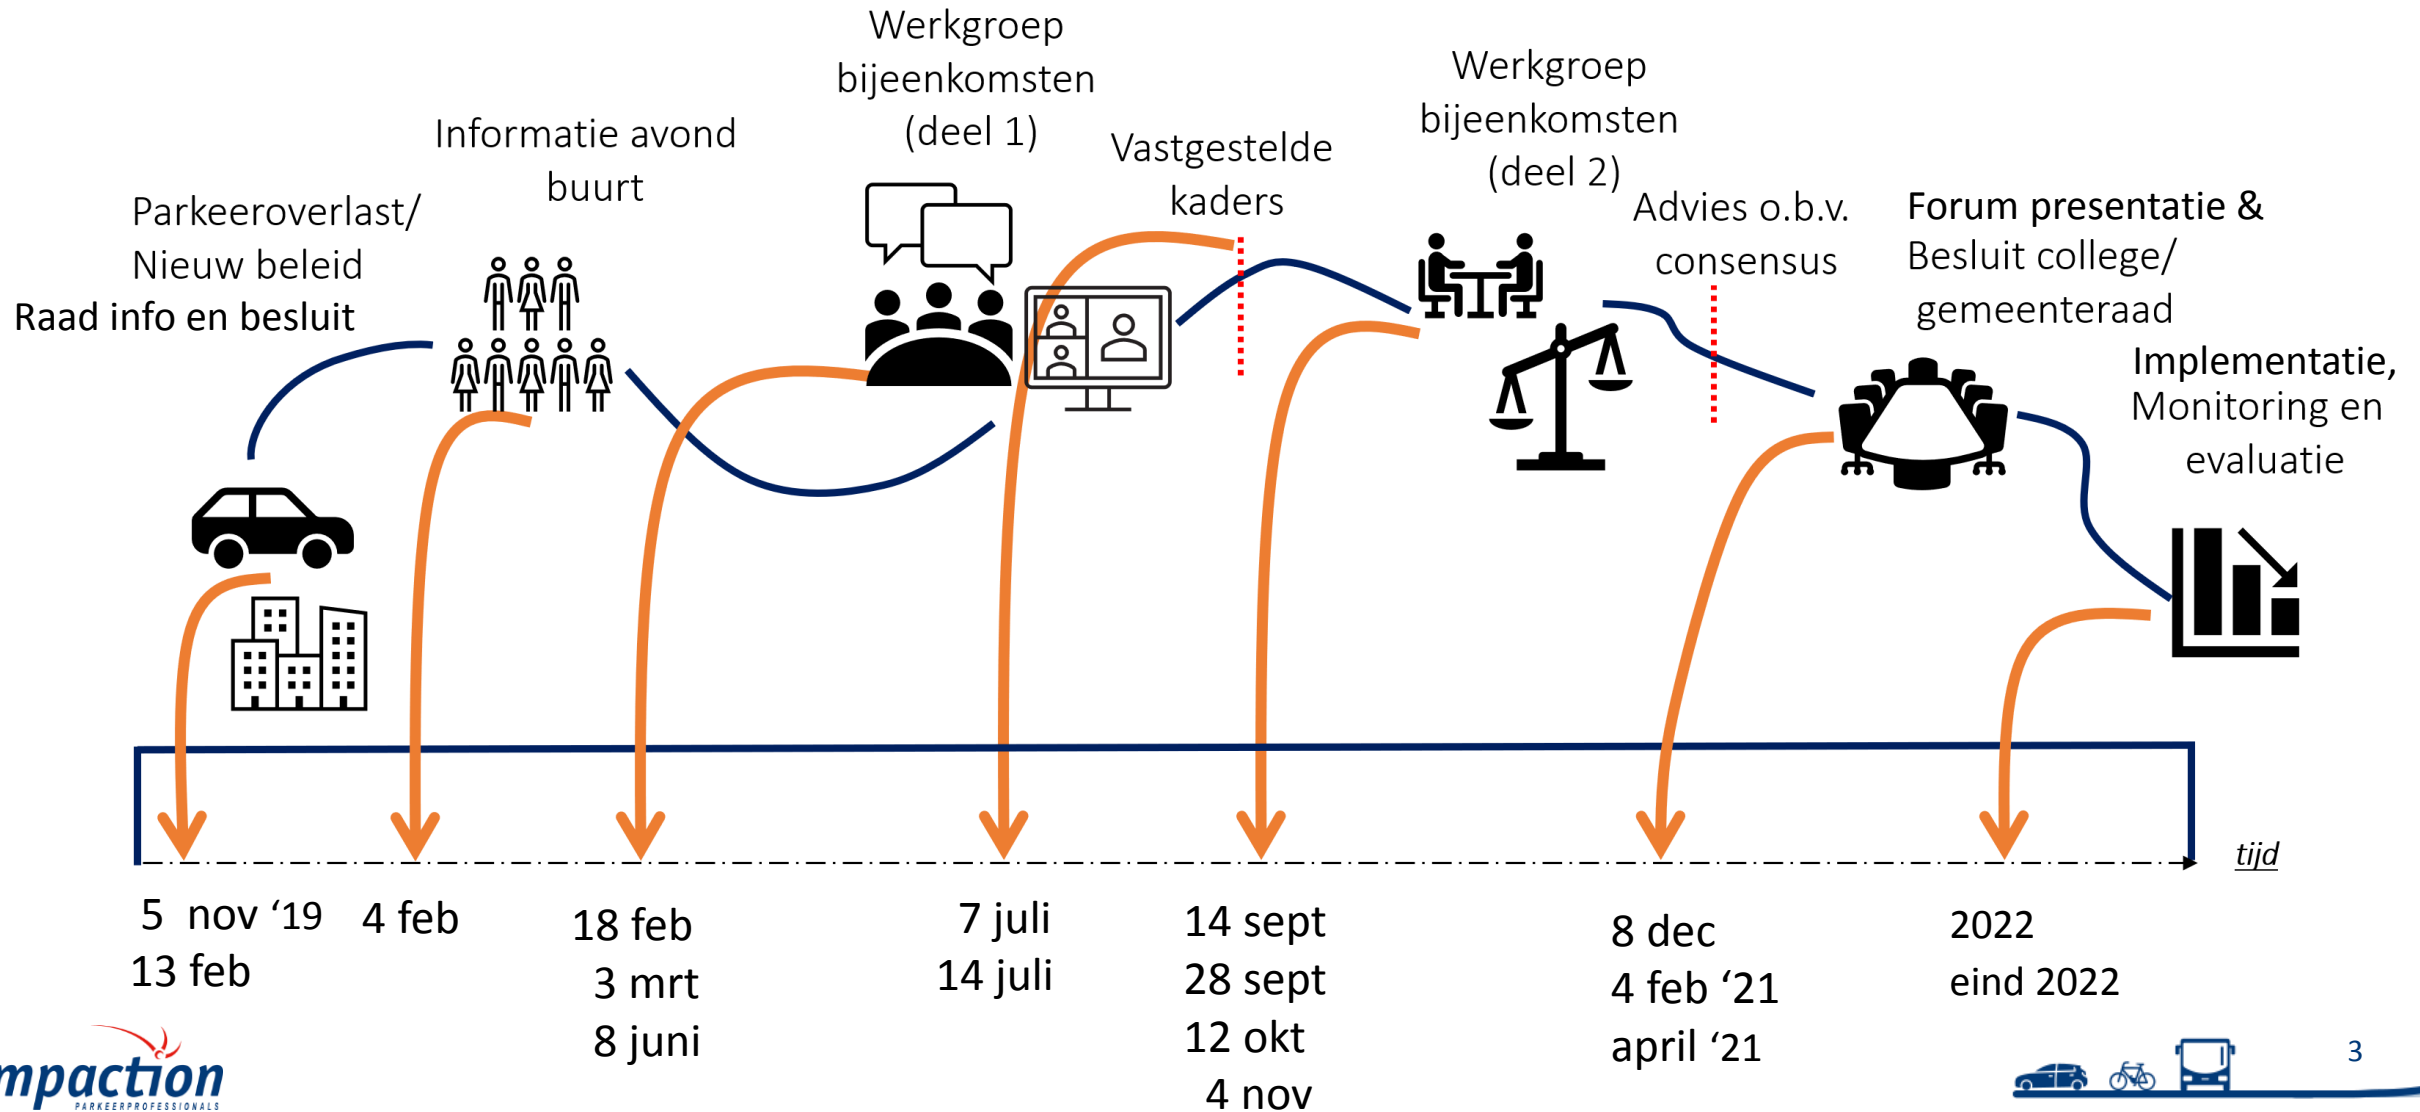 Werkgroep
bijeenkomsten
(deel 1)
Werkgroep
bijeenkomsten
(deel 2)
Informatie avond
buurt
Vastgestelde
kaders
Parkeeroverlast/
Nieuw beleid
Raad info en besluit
Advies o.b.v.
consensus
Forum presentatie &
Besluit college/
gemeenteraad
Implementatie,
Monitoring en
evaluatie
tijd
5 nov ‘19
13 feb
4 feb
18 feb
3 mrt
8 juni
7 juli
14 juli
14 sept
28 sept
12 okt
4 nov
8 dec
4 feb ‘21
april ‘21
2022
eind 2022
mpaction
PARKEERPROFESSIONALS
3